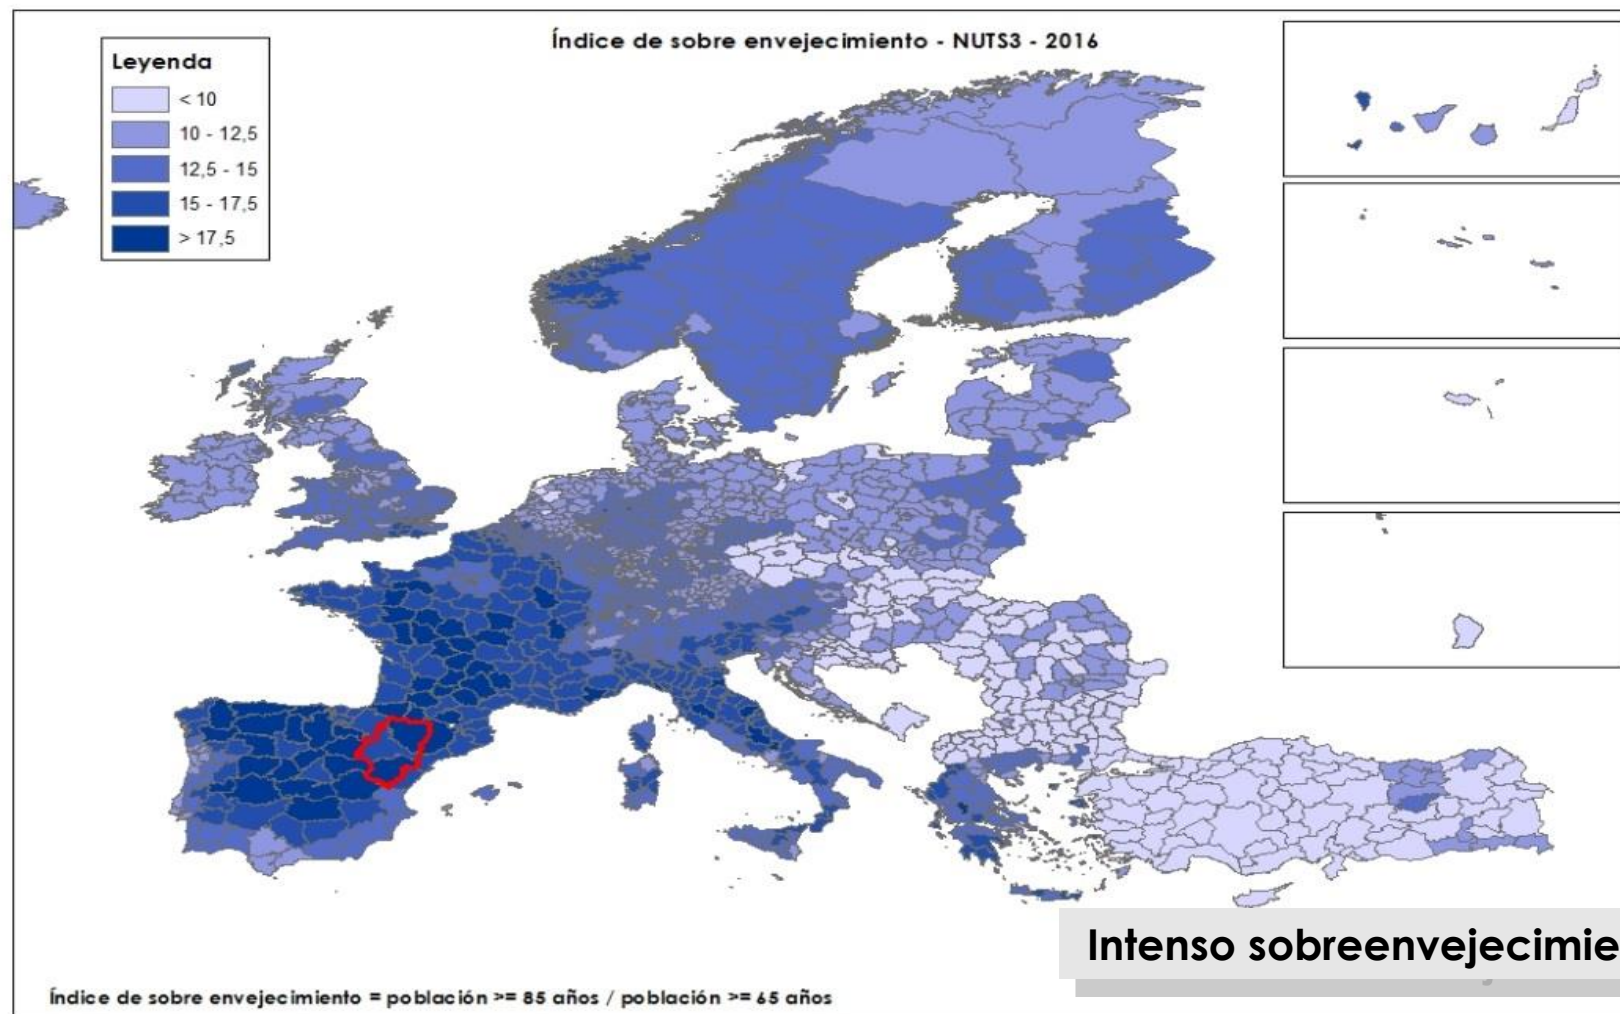 Índice de sobre envejecimiento - NUTS3 - 2016
Leyenda
< 10
10 - 12,5
12,5 - 15
15 - 17,5
> 17,5
Intenso sobreenvejecimie
Índice de sobre envejecimiento = población >= 85 años / población >= 65 años